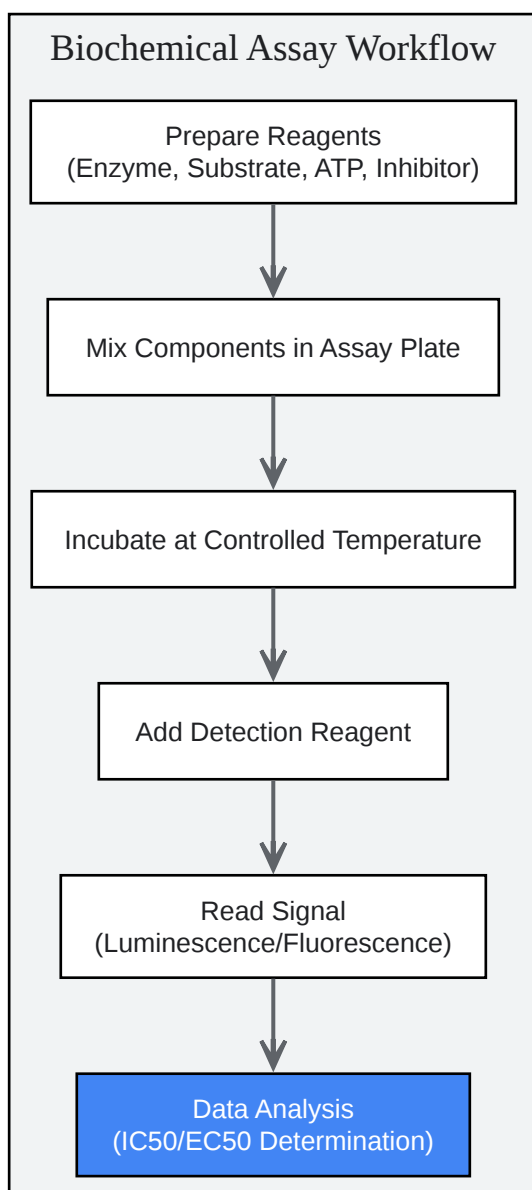 Biochemical Assay Workflow
Prepare Reagents
(Enzyme, Substrate, ATP, Inhibitor)
Mix Components in Assay Plate
Incubate at Controlled Temperature
Add Detection Reagent
Read Signal
(Luminescence/Fluorescence)
Data Analysis
(IC50/EC50 Determination)